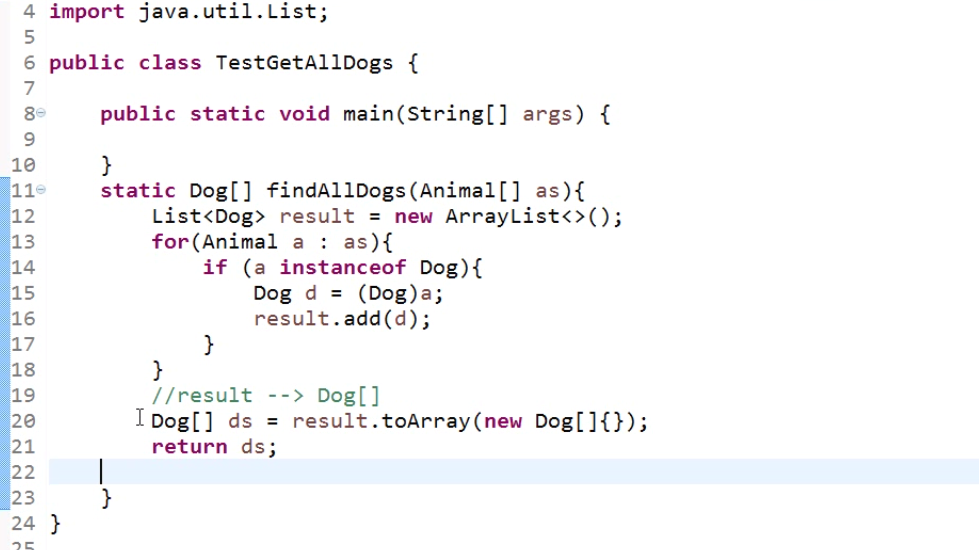 4 import java.util.List;
5
6 public class TestGetAllDogs {
7
8 public static void main(String[] args) {
9
10 }
11 static Dog[] findAllDogs(Animal[] as){
12 List<Dog> result = new ArrayList<>();
13 for(Animal a : as){
14 if (a instanceof Dog){
15 Dog d = (Dog)a;
16 result.add(d);
17 }
18 }
19 //result --> Dog[]
20 Dog[] ds = result.toArray(new Dog[]{});
21 return ds;
22
23 }
24 }
25